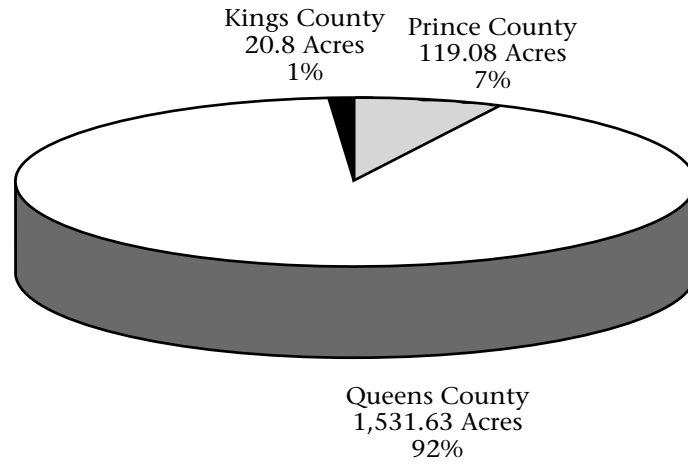 Kings County
20.8 Acres
1%
Prince County
119.08 Acres
7%
Queens County
1,531.63 Acres
92%